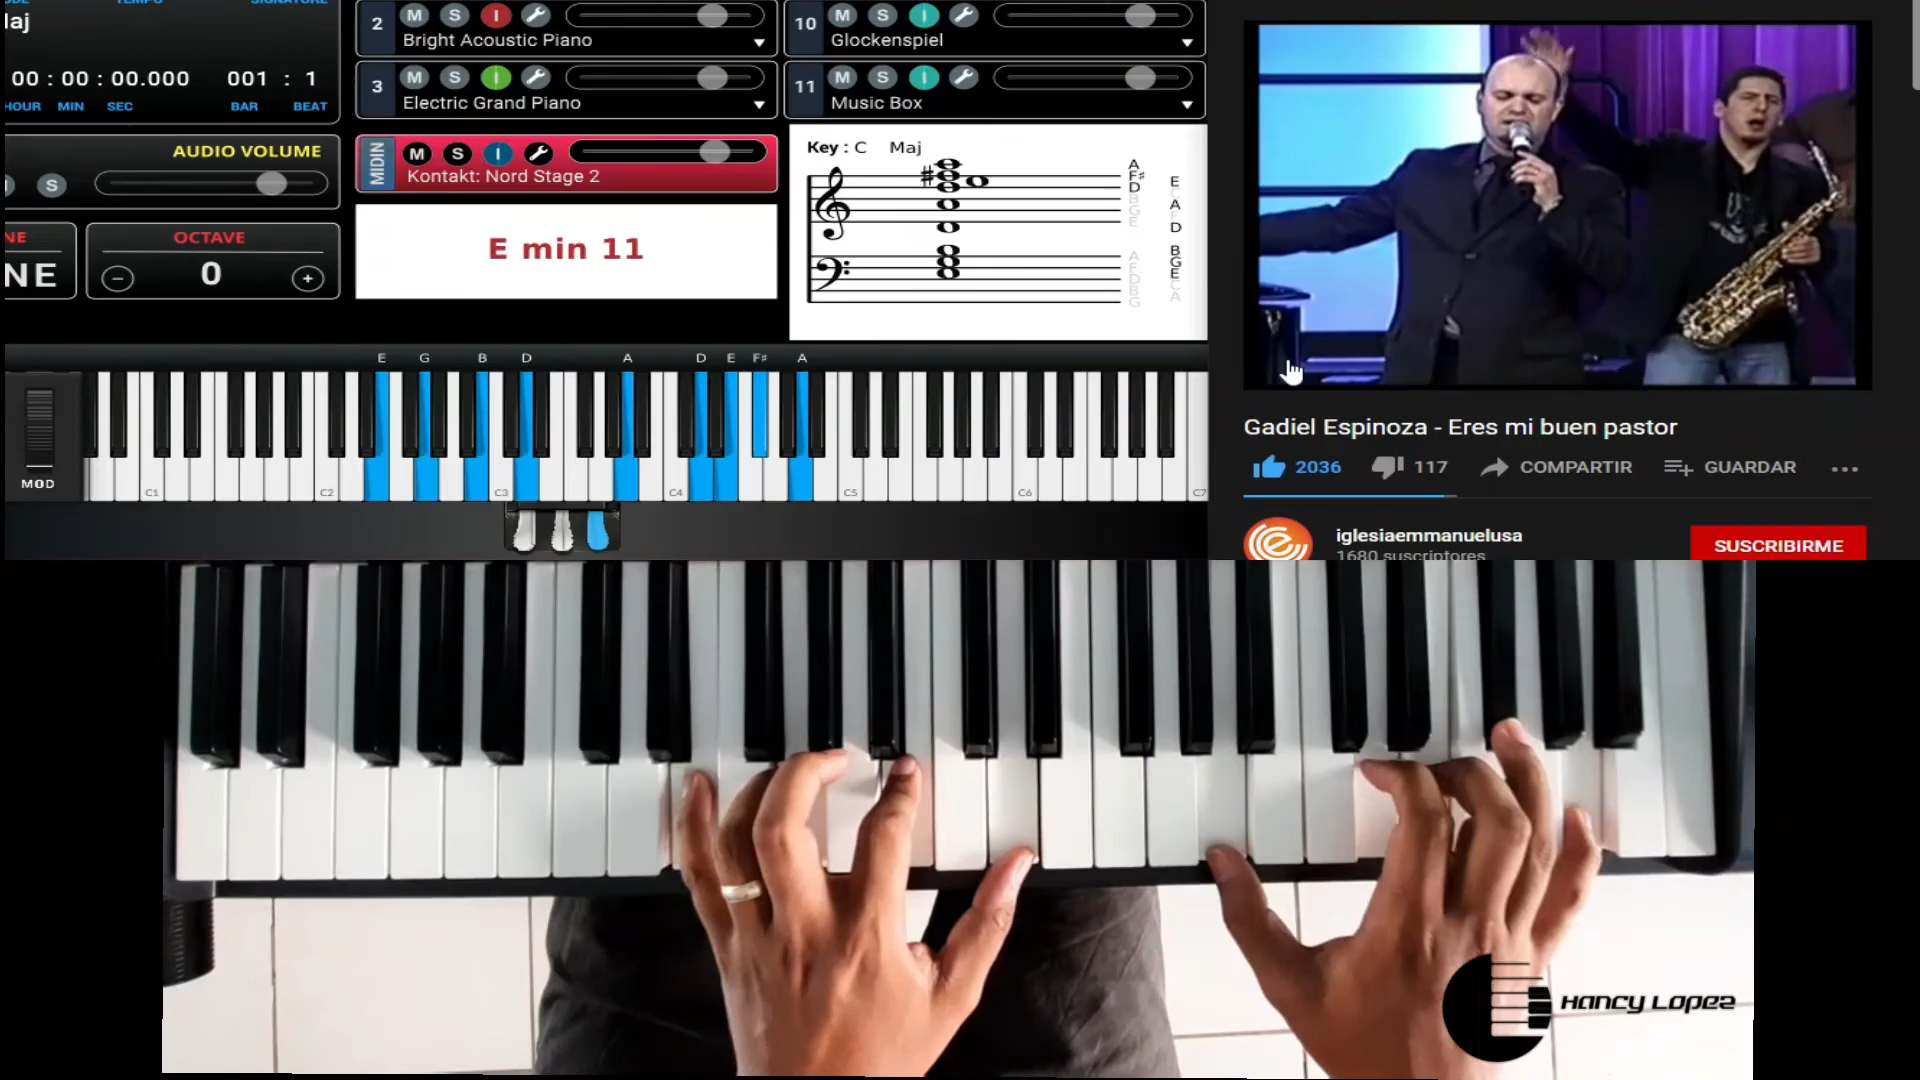 TEMPO
SIGNATURE
00 : 00 : 00.000 001 : 1
HOUR MIN SEC BAR BEAT
AUDIO VOLUME
S
OCTAVE
− 0 +
2 M S I
Bright Acoustic Piano
3 M S I
Electric Grand Piano
MIDIN M S I
Kontakt: Nord Stage 2
E min 11
10 M S I
Glockenspiel
11 M S I
Music Box
Key : C Maj
A
F♯
D
B
G
E
A
F
D
B
G
E
C
A
F
D
B
G
E
C
A
E G B D A D E F♯ A
MOD
C1 C2 C3 C4 C5 C6 C7
Gadiel Espinoza - Eres mi buen pastor
2036 117 COMPARTIR GUARDAR
iglesiaemmanuelusa
1680 suscriptores
SUSCRIBIRME
HANCY LOPEZ